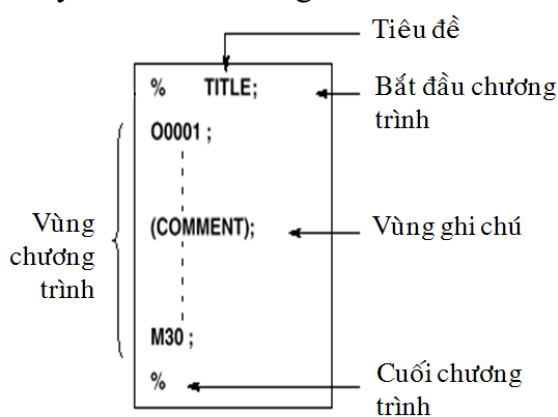 Tiêu đề
% TITLE;
Bắt đầu chương
trình
O0001 ;
Vùng
chương
trình
(COMMENT);
Vùng ghi chú
M30 ;
%
Cuối chương
trình